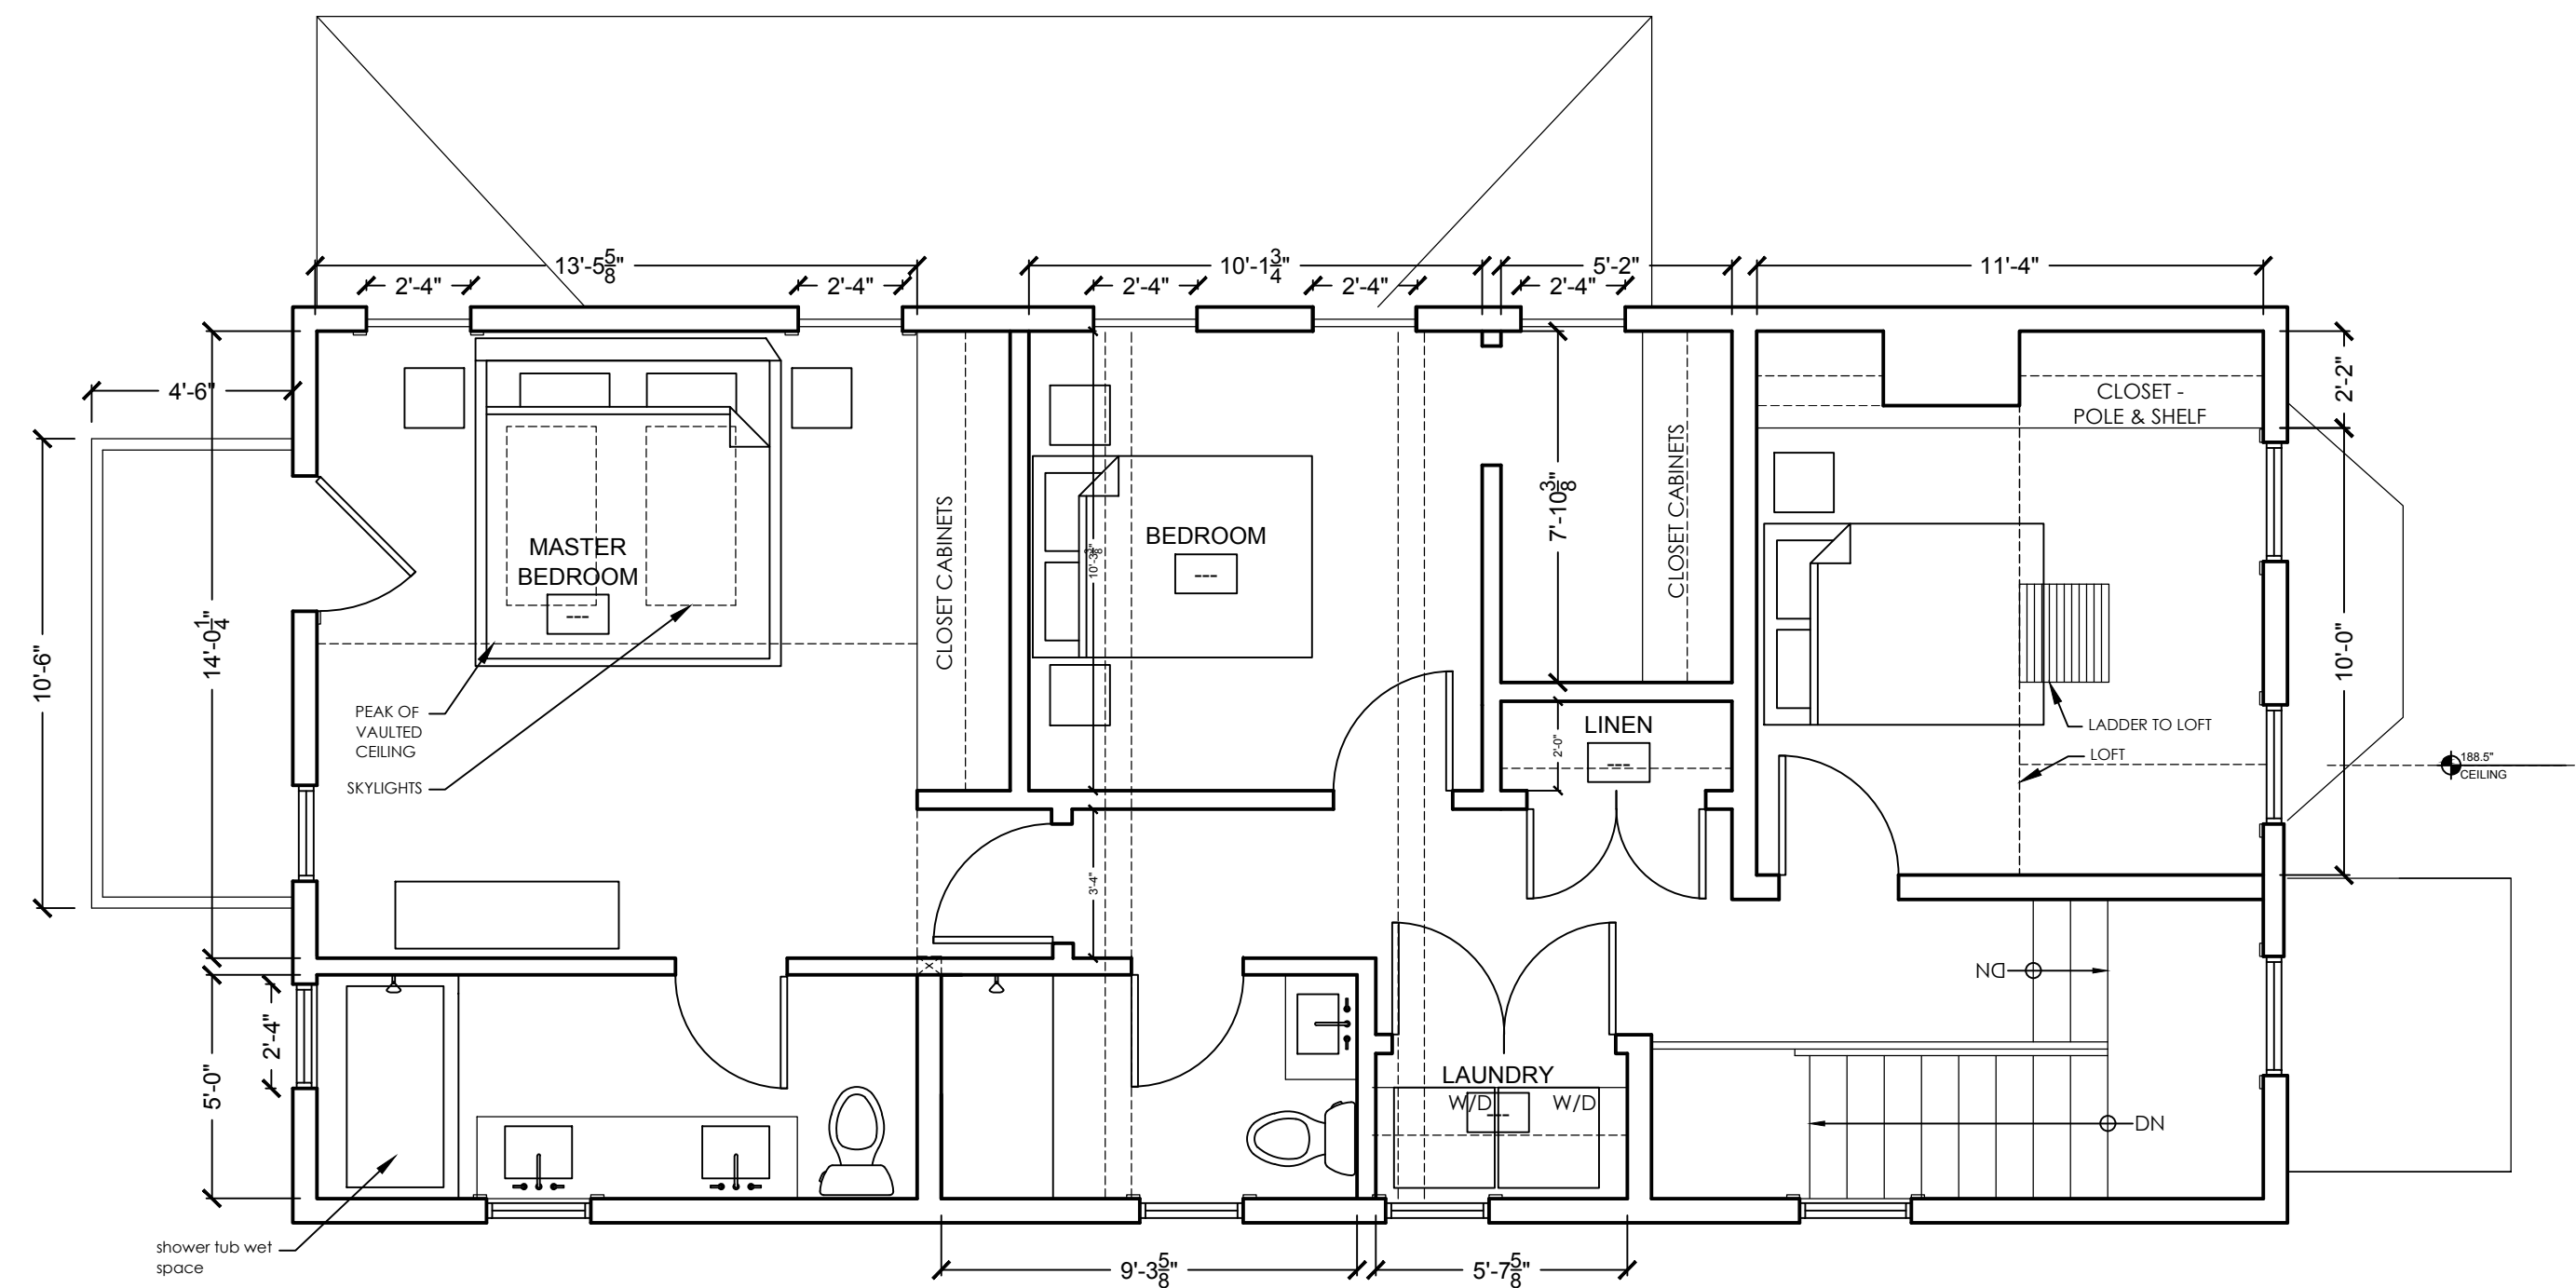 13'-5 5/8"
10'-1 3/4"
5'-2"
11'-4"
2'-4"
2'-4"
2'-4"
2'-4"
2'-4"
4'-6"
2'-2"
CLOSET -
POLE & SHELF
CLOSET CABINETS
CLOSET CABINETS
7'-10 3/8"
10'-3 3/8"
MASTER
BEDROOM
---
BEDROOM
---
10'-6"
14'-0 1/4"
10'-0"
PEAK OF
VAULTED
CEILING
SKYLIGHTS
LINEN
---
2'-0"
LADDER TO LOFT
LOFT
188.5"
CEILING
3'-4"
DN
2'-4"
5'-0"
LAUNDRY
W/D
---
W/D
DN
X
shower tub wet
space
9'-3 5/8"
5'-7 5/8"